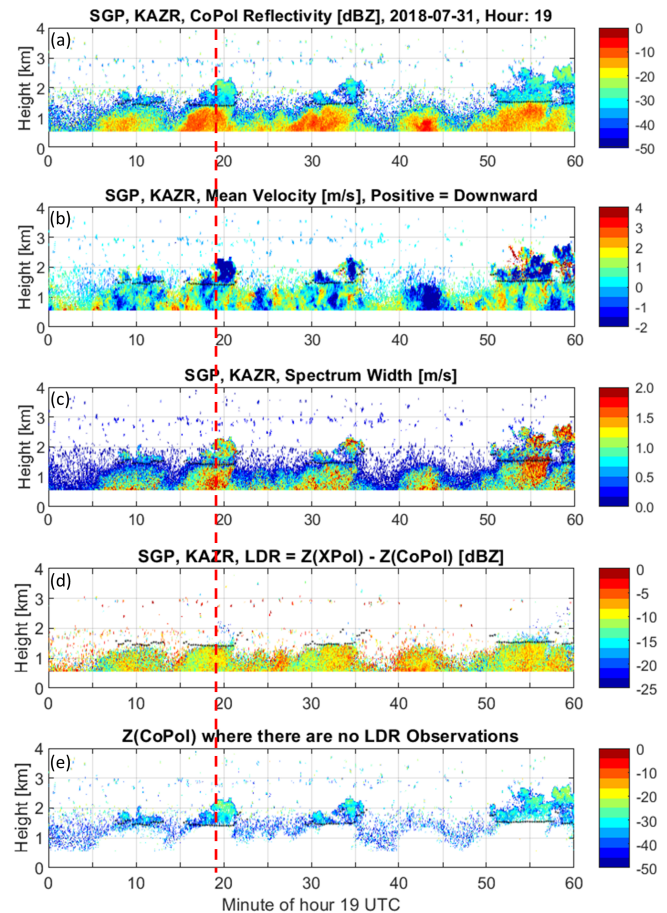 SGP, KAZR, CoPol Reflectivity [dBZ], 2018-07-31, Hour: 19
(a)
Height [km]
4
3
2
1
0
0 10 20 30 40 50 60
0
-10
-20
-30
-40
-50
SGP, KAZR, Mean Velocity [m/s], Positive = Downward
(b)
Height [km]
4
3
2
1
0
0 10 20 30 40 50 60
4
3
2
1
0
-1
-2
SGP, KAZR, Spectrum Width [m/s]
(c)
Height [km]
4
3
2
1
0
0 10 20 30 40 50 60
2.0
1.5
1.0
0.5
0.0
SGP, KAZR, LDR = Z(XPol) - Z(CoPol) [dBZ]
(d)
Height [km]
4
3
2
1
0
0 10 20 30 40 50 60
0
-5
-10
-15
-20
-25
Z(CoPol) where there are no LDR Observations
(e)
Height [km]
4
3
2
1
0
0 10 20 30 40 50 60
0
-10
-20
-30
-40
-50
Minute of hour 19 UTC